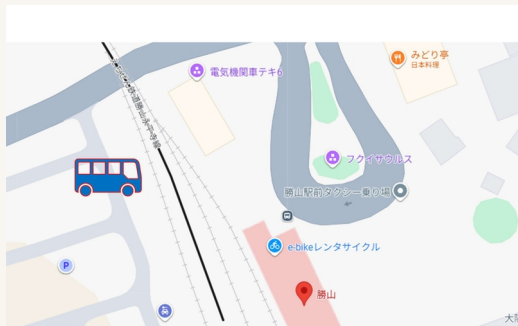 電気機関車テキ6
みどり亭
日本料理
フクイサウルス
勝山駅前タクシー乗り場
e-bikeレンタサイクル
勝山
P
大阪